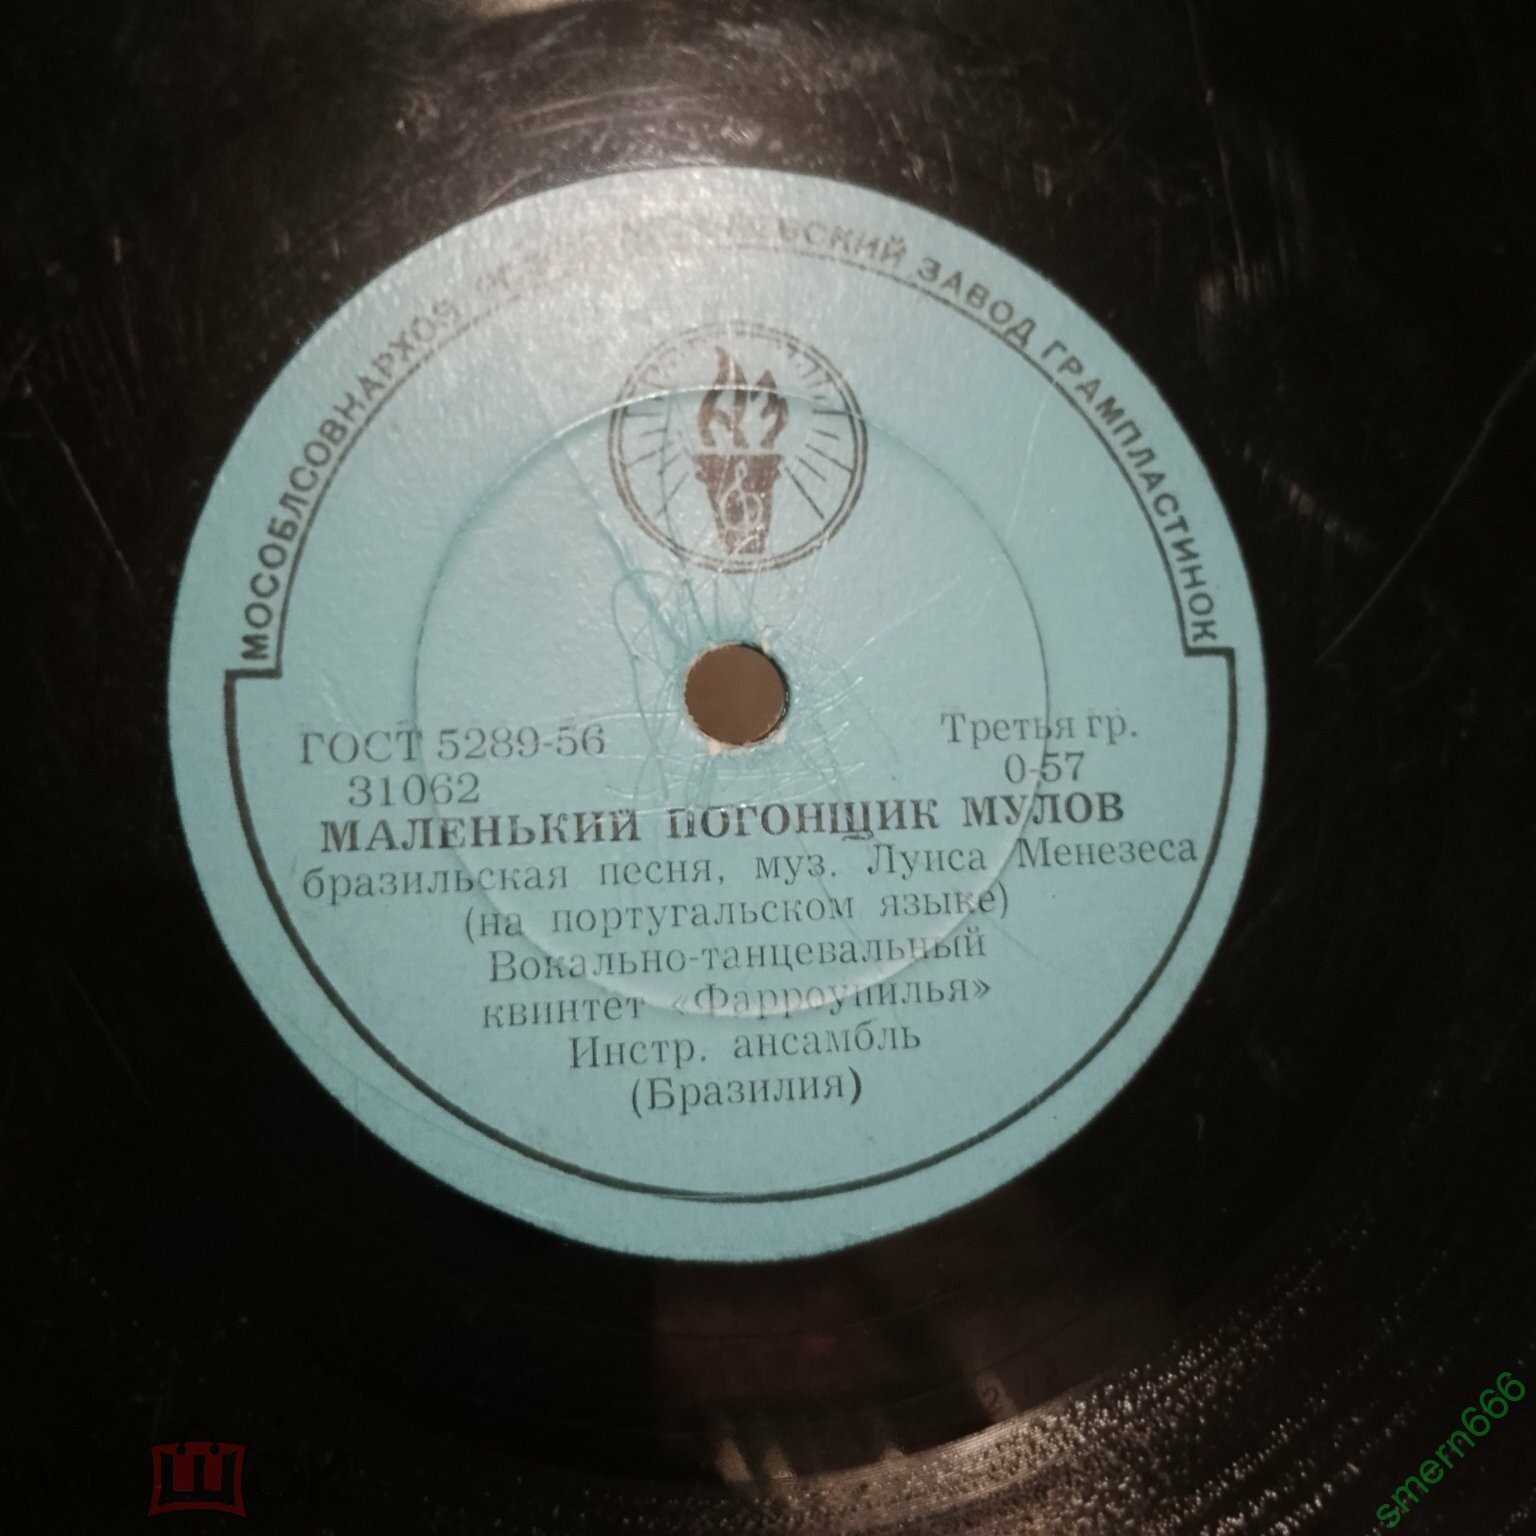 МОСОБЛСОВНАРХОЗ ЗАВОД ГРАМПЛАСТИНОК
ГОСТ 5289-56
Третья гр.
31062
0-57
МАЛЕНЬКИЙ ПОГОНЩИК МУЛОВ
бразильская песня, муз. Луиса Менезеса
(на португальском языке)
Вокально-танцевальный
квинтет «Фарроупилья»
Инстр. ансамбль
(Бразилия)
smern666